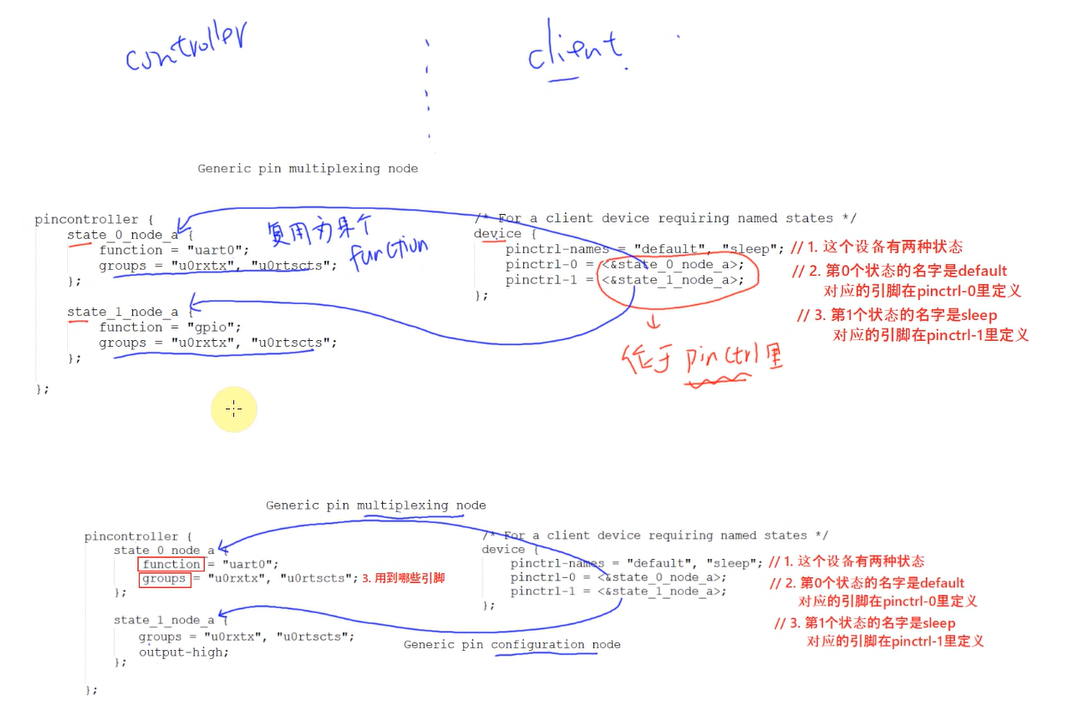 controller
client
Generic pin multiplexing node
pincontroller {
state_0_node_a {
function = "uart0";
groups = "u0rxtx", "u0rtscts";
};
state_1_node_a {
function = "gpio";
groups = "u0rxtx", "u0rtscts";
};
};
复用为某个
function
/* For a client device requiring named states */
device {
pinctrl-names = "default", "sleep"; // 1. 这个设备有两种状态
pinctrl-0 = <&state_0_node_a>; // 2. 第0个状态的名字是default
对应的引脚在pinctrl-0里定义
pinctrl-1 = <&state_1_node_a>;
}; // 3. 第1个状态的名字是sleep
对应的引脚在pinctrl-1里定义
位于 pinctrl里
Generic pin multiplexing node
pincontroller {
state_0_node_a {
function = "uart0";
groups = "u0rxtx", "u0rtscts"; 3. 用到哪些引脚
};
state_1_node_a {
groups = "u0rxtx", "u0rtscts";
output-high;
};
};
/* For a client device requiring named states */
device {
pinctrl-names = "default", "sleep"; // 1. 这个设备有两种状态
pinctrl-0 = <&state_0_node_a>; // 2. 第0个状态的名字是default
对应的引脚在pinctrl-0里定义
pinctrl-1 = <&state_1_node_a>;
}; // 3. 第1个状态的名字是sleep
对应的引脚在pinctrl-1里定义
Generic pin configuration node